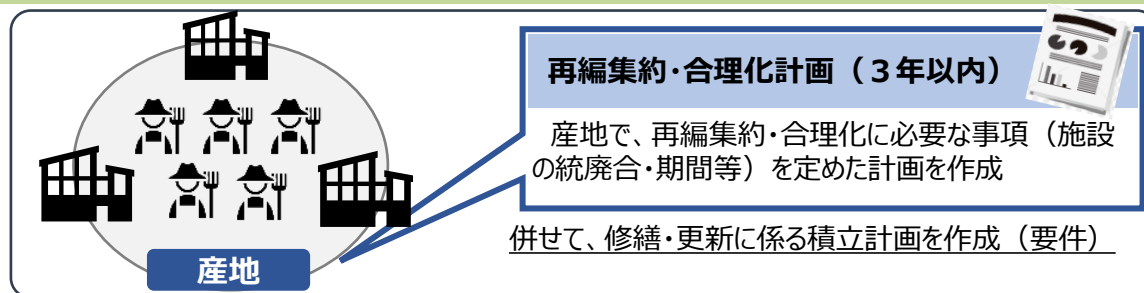 再編集約・合理化計画（３年以内）
産地で、再編集約・合理化に必要な事項（施設
の統廃合・期間等）を定めた計画を作成
併せて、修繕・更新に係る積立計画を作成（要件）
産地